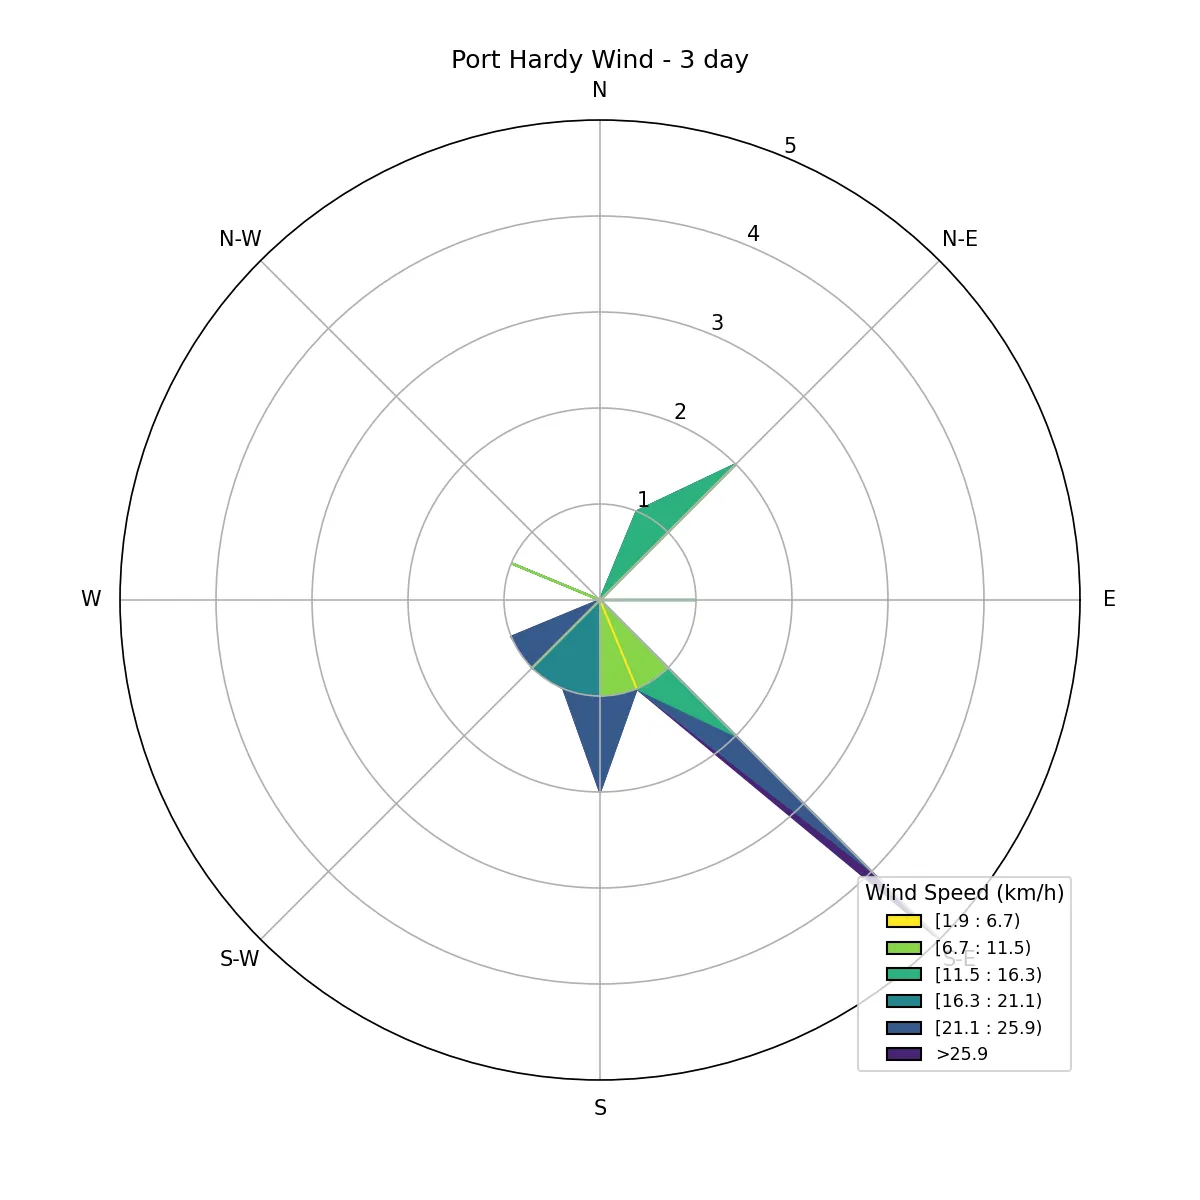 Port Hardy Wind - 3 day
N
5
N-W
4
N-E
3
2
1
W
E
S-W
S-E
S
Wind Speed (km/h)
[1.9 : 6.7)
[6.7 : 11.5)
[11.5 : 16.3)
[16.3 : 21.1)
[21.1 : 25.9)
>25.9